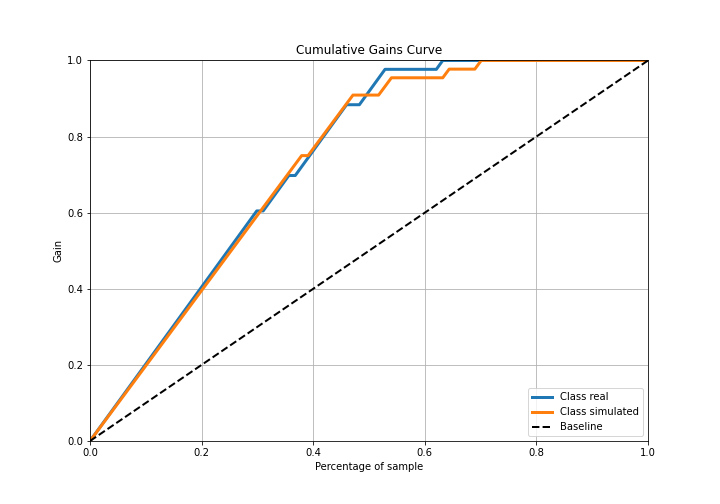 Cumulative Gains Curve
1.0
0.8
0.6
0.4
0.2
0.0
Gain
0.0 0.2 0.4 0.6 0.8 1.0
Percentage of sample
Class real
Class simulated
Baseline